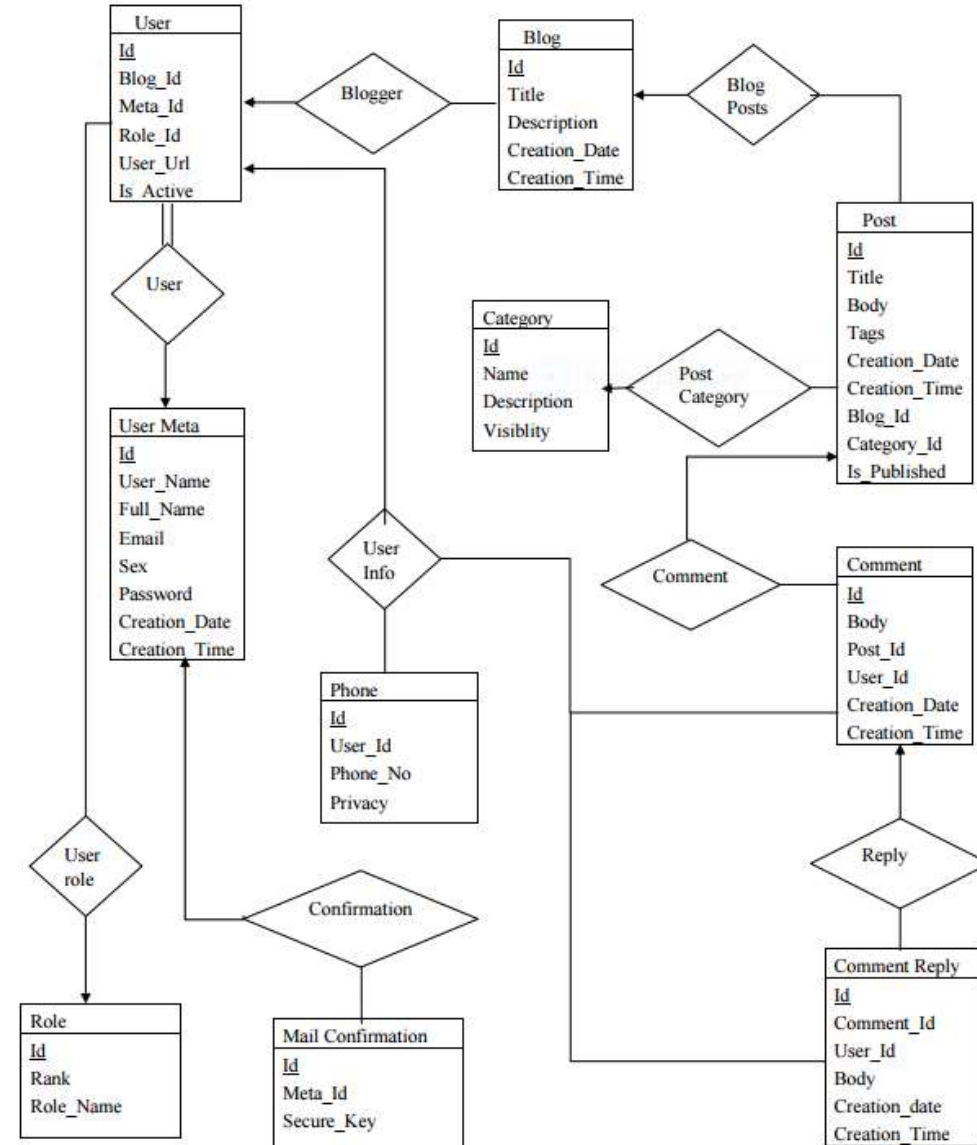 User
Id
Blog_Id
Meta_Id
Role_Id
User_Url
Is_Active
Blogger
Blog
Id
Title
Description
Creation_Date
Creation_Time
Blog
Posts
Post
Id
Title
Body
Tags
Creation_Date
Creation_Time
Blog_Id
Category_Id
Is_Published
User
Category
Id
Name
Description
Visiblity
Post
Category
User Meta
Id
User_Name
Full_Name
Email
Sex
Password
Creation_Date
Creation_Time
User
Info
Comment
Comment
Id
Body
Post_Id
User_Id
Creation_Date
Creation_Time
Phone
Id
User_Id
Phone_No
Privacy
User
role
Confirmation
Reply
Role
Id
Rank
Role_Name
Mail Confirmation
Id
Meta_Id
Secure_Key
Comment Reply
Id
Comment_Id
User_Id
Body
Creation_date
Creation_Time